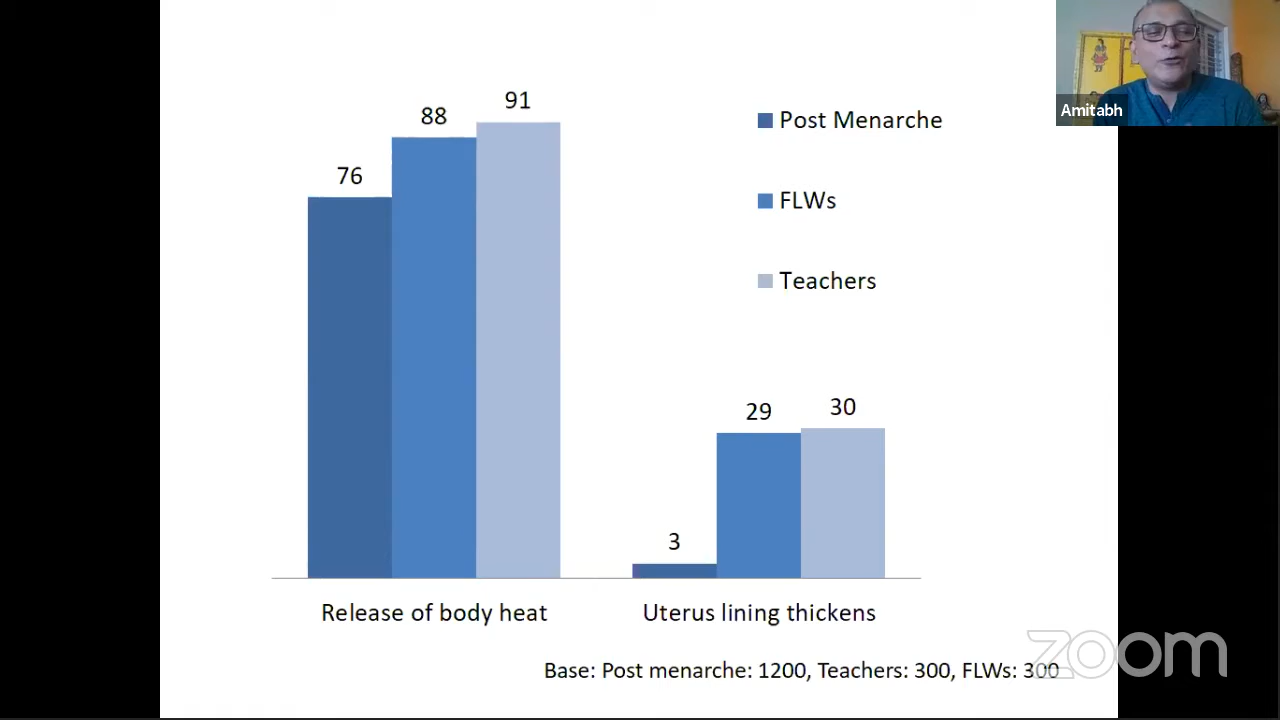 Amitabh
91
88
76
Post Menarche
FLWs
Teachers
30
29
3
Release of body heat
Uterus lining thickens
Base: Post menarche: 1200, Teachers: 300, FLWs: 300
zoom